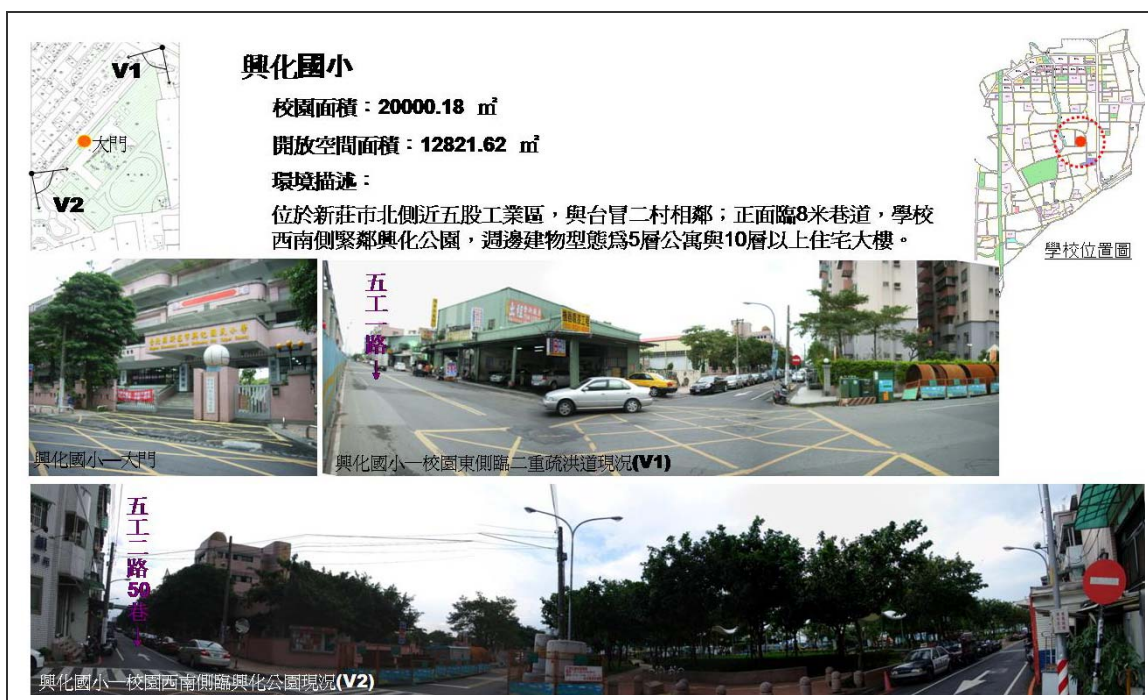 V1
大門
V2
興化國小
校園面積：20000.18 ㎡
開放空間面積：12821.62 ㎡
環境描述：
位於新莊市北側近五股工業區，與台冒二村相鄰；正面臨8米巷道，學校
西南側緊鄰興化公園，週邊建物型態為5層公寓與10層以上住宅大樓。
學校位置圖
興化國小—大門
五工一路
興化國小—校園東側臨二重疏洪道現況(V1)
五工二路50巷
興化國小—校園西南側臨興化公園現況(V2)